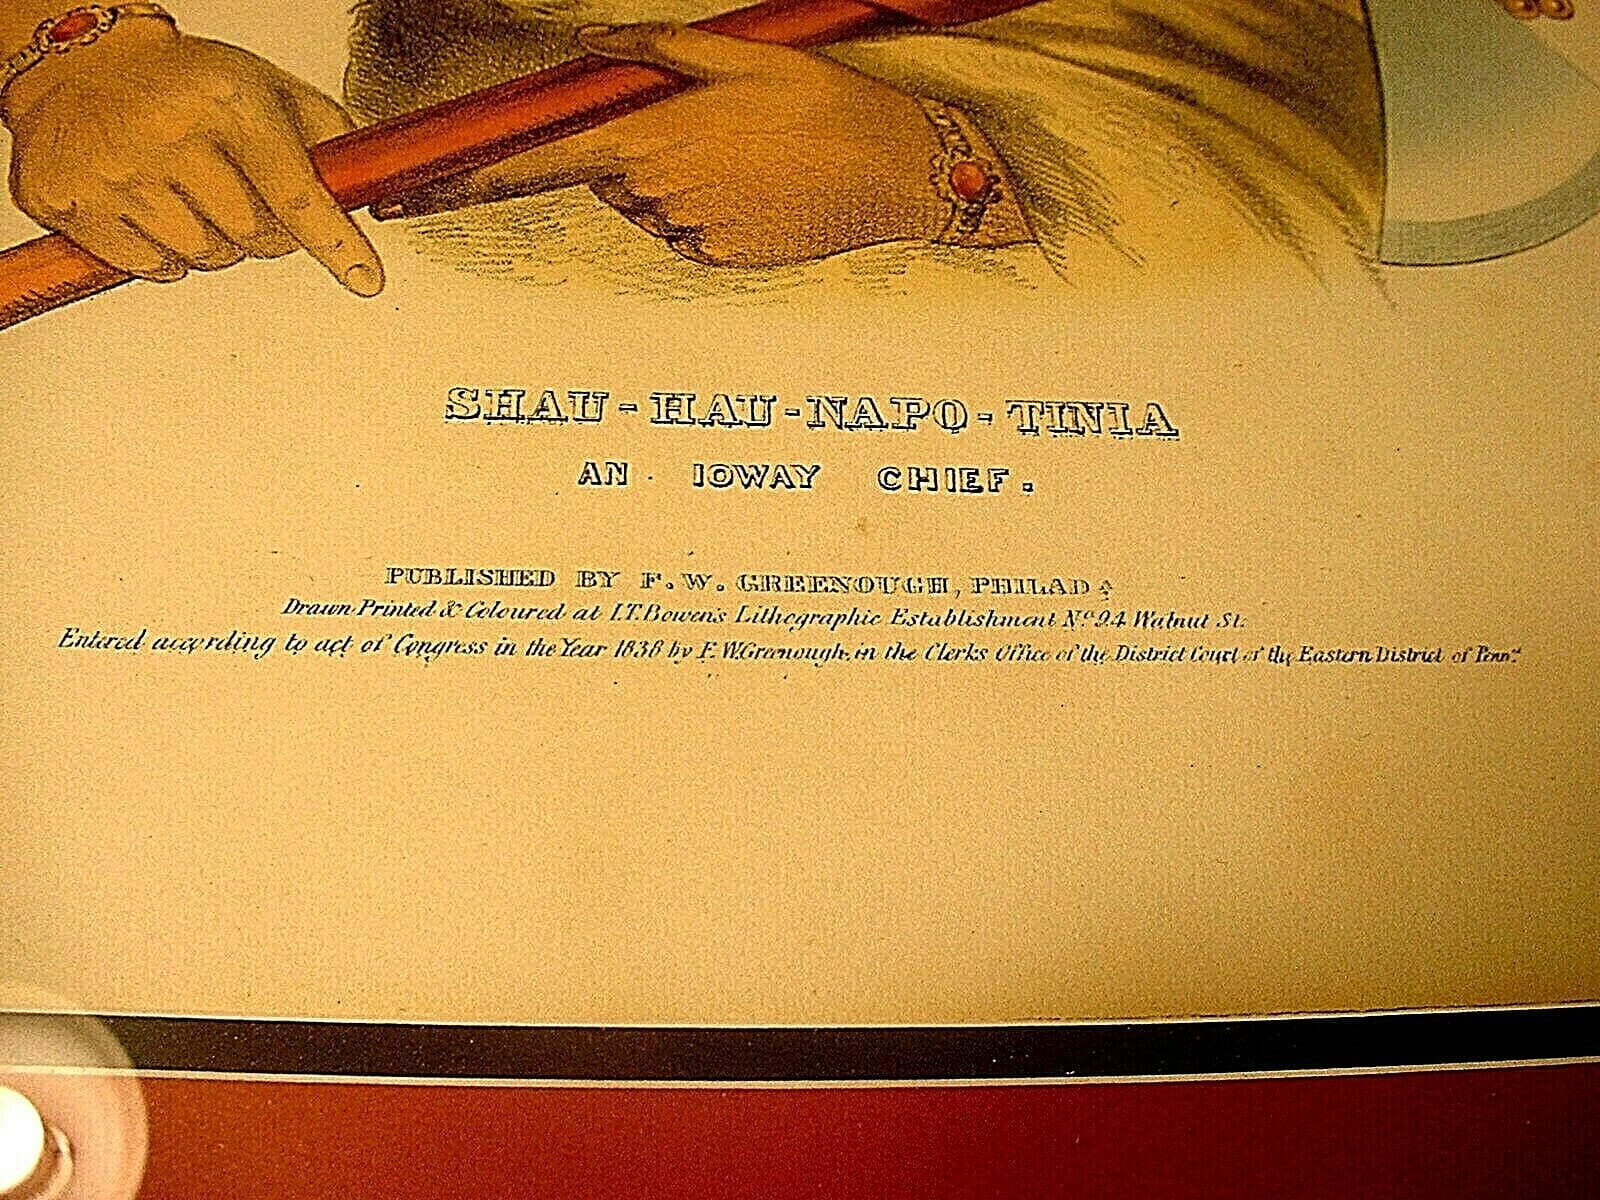 SHAU-HAU-NAPO-TINIA
AN IOWAY CHIEF.
PUBLISHED BY F. W. GREENOUGH, PHILADA
Drawn Printed & Coloured at I.T.Bowen's Lithographic Establishment No. 94 Walnut St.
Entered according to act of Congress in the Year 1838 by F.W.Greenough, in the Clerks Office of the District Court of the Eastern District of Penna.